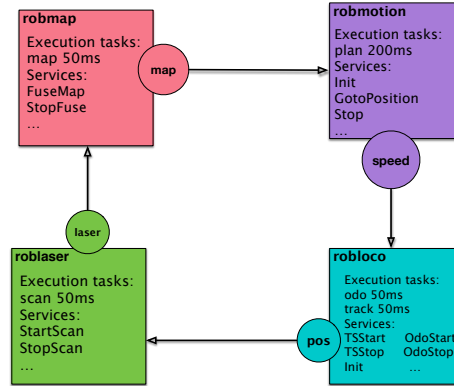 robmap
Execution tasks:
map 50ms
Services:
FuseMap
StopFuse
...
map
robmotion
Execution tasks:
plan 200ms
Services:
Init
GotoPosition
Stop
...
speed
laser
roblaser
Execution tasks:
scan 50ms
Services:
StartScan
StopScan
...
pos
robloco
Execution tasks:
odo 50ms
track 50ms
Services:
TSStart OdoStart
TSStop OdoStop
Init ...